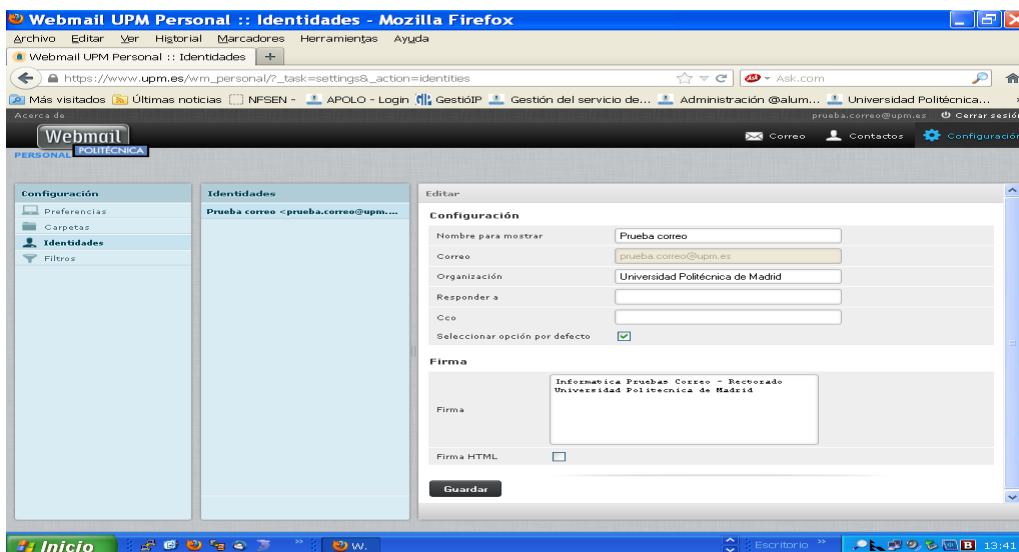 Webmail UPM Personal :: Identidades - Mozilla Firefox
Archivo Editar Ver Historial Marcadores Herramientas Ayuda
Webmail UPM Personal :: Identidades +
https://www.upm.es/wm_personal/?_task=settings&_action=identities Ask.com
Más visitados Últimas noticias NFSEN - APOLO - Login GestióIP Gestión del servicio de... Administración @alum... Universidad Politécnica... »
Acerca de prueba.correo@upm.es Cerrar sesión
Webmail Correo Contactos Configuración
PERSONAL POLITÉCNICA
Configuración Identidades Editar
Preferencias Prueba correo <prueba.correo@upm.... Configuración
Carpetas
Identidades
Filtros
Nombre para mostrar Prueba correo
Correo prueba.correo@upm.es
Organización Universidad Politécnica de Madrid
Responder a
Cco
Seleccionar opción por defecto
Firma
Firma Informatica Pruebas Correo - Rectorado
Universidad Politecnica de Madrid
Firma HTML
Guardar
Inicio » W. Escritorio » B 13:41